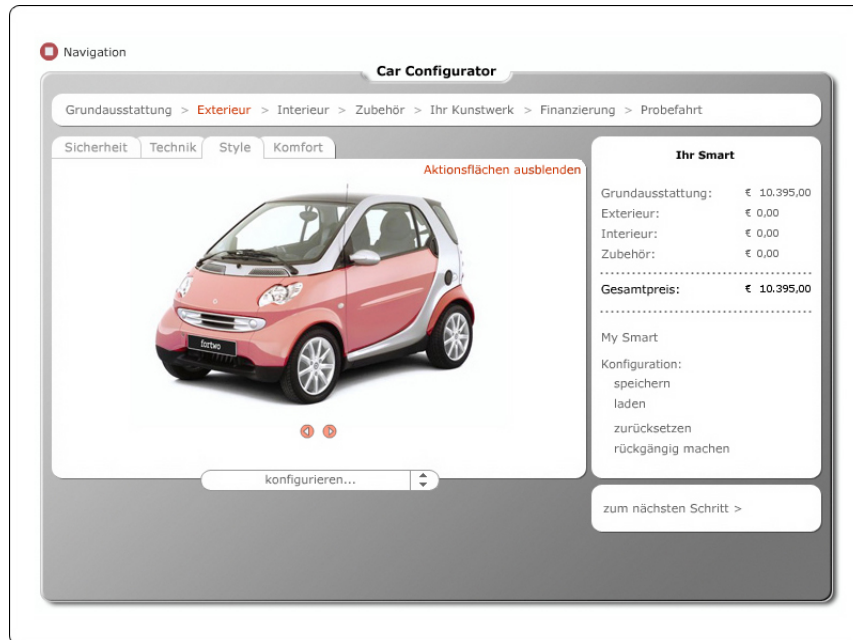 Navigation
Car Configurator
Grundausstattung > Exterieur > Interieur > Zubehör > Ihr Kunstwerk > Finanzierung > Probefahrt
Sicherheit Technik Style Komfort
Aktionsflächen ausblenden
fortwo
konfigurieren...
Ihr Smart
Grundausstattung: € 10.395,00
Exterieur: € 0,00
Interieur: € 0,00
Zubehör: € 0,00
Gesamtpreis: € 10.395,00
My Smart
Konfiguration:
speichern
laden
zurücksetzen
rückgängig machen
zum nächsten Schritt >